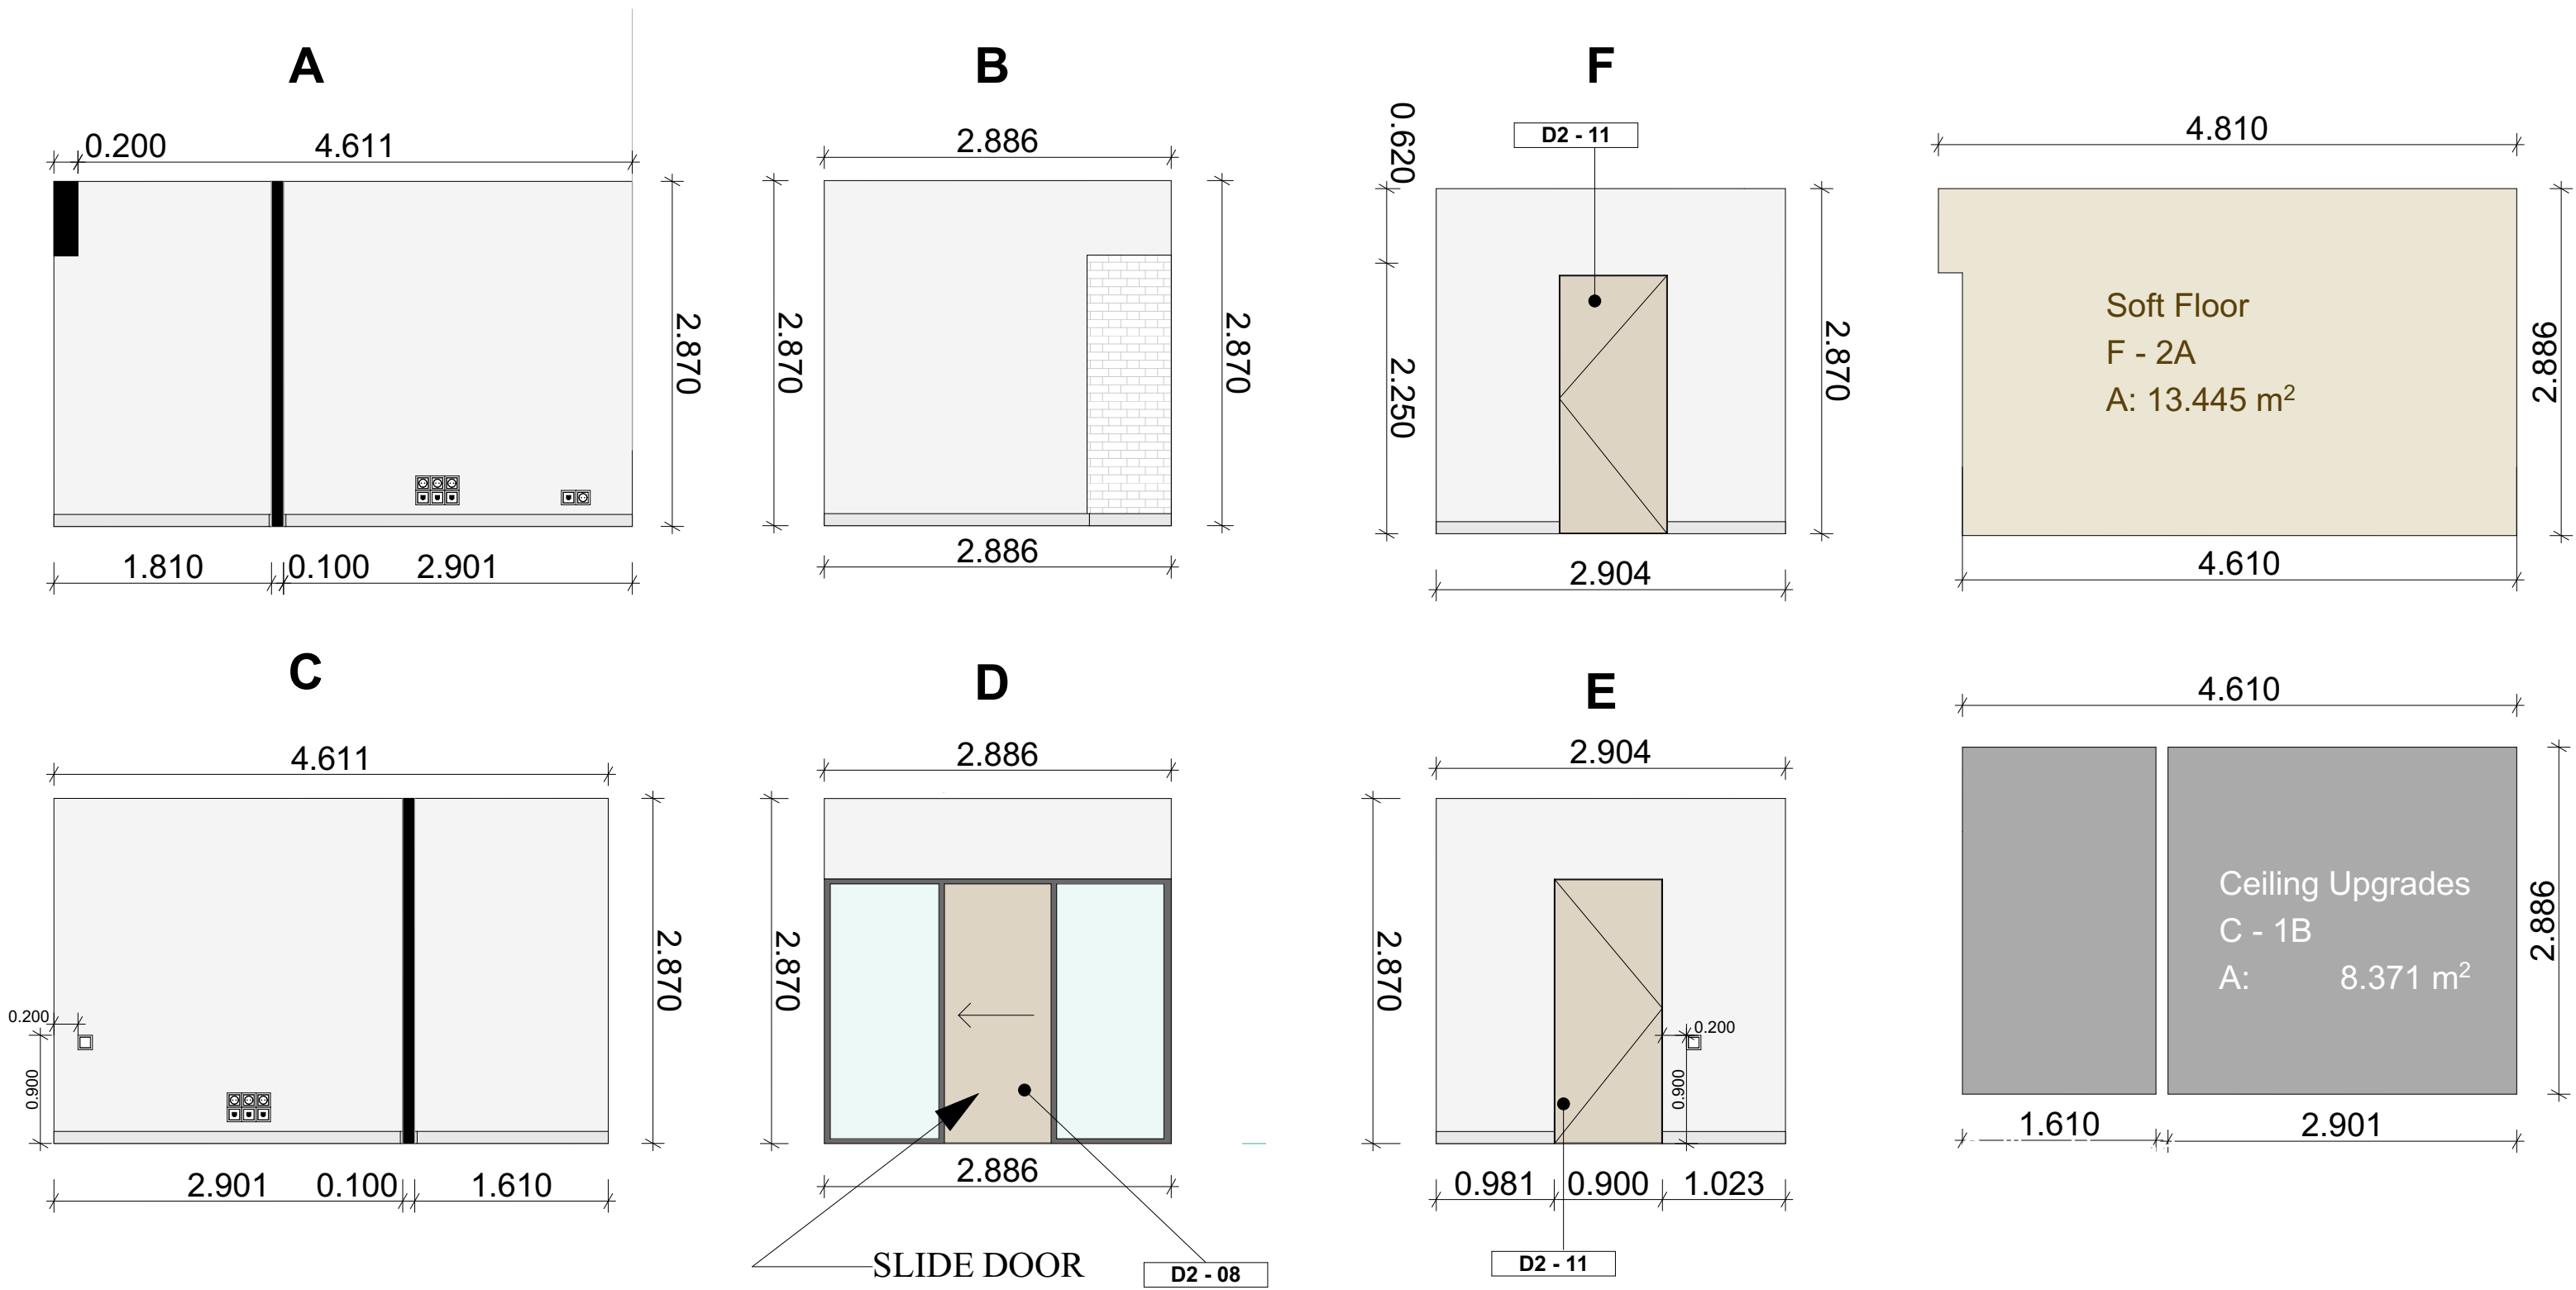 A
0.200
4.611
2.870
1.810
0.100
2.901
B
2.886
2.870
2.870
2.886
F
D2 - 11
0.620
2.250
2.870
2.904
4.810
Soft Floor
F - 2A
A: 13.445 m²
2.886
4.610
C
4.611
2.870
0.200
0.900
2.901
0.100
1.610
D
2.886
2.870
2.886
SLIDE DOOR
D2 - 08
E
2.904
2.870
0.200
0.900
0.981
0.900
1.023
D2 - 11
4.610
Ceiling Upgrades
C - 1B
A: 8.371 m²
2.886
1.610
2.901